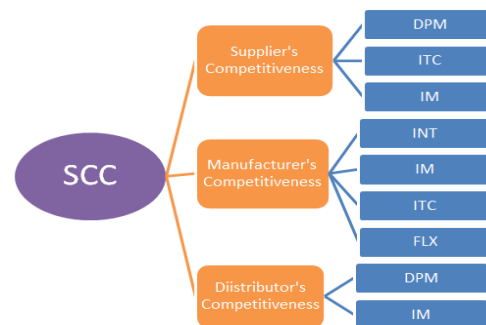 SCC
Supplier's
Competitiveness
DPM
ITC
IM
Manufacturer's
Competitiveness
INT
IM
ITC
FLX
Diistributor's
Competitiveness
DPM
IM